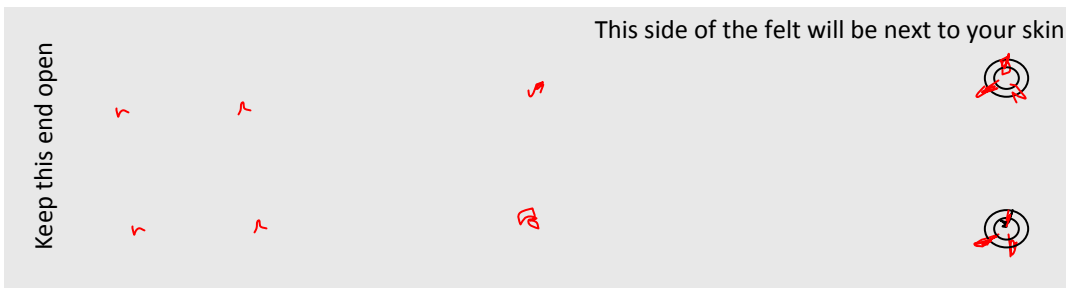 This side of the felt will be next to your skin
Keep this end open